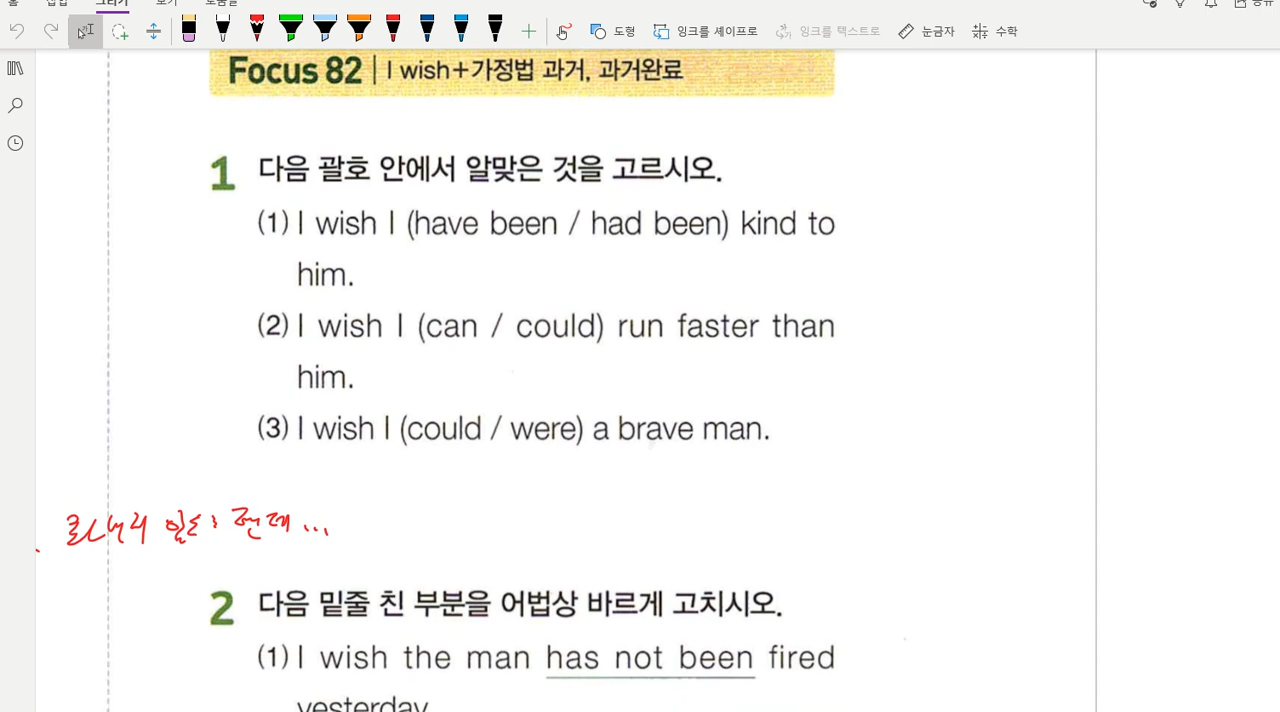 그리기
도형
잉크를 셰이프로
잉크를 텍스트로
눈금자
수학
Focus 82 | I wish+가정법 과거, 과거완료
1 다음 괄호 안에서 알맞은 것을 고르시오.
(1) I wish I (have been / had been) kind to
him.
(2) I wish I (can / could) run faster than
him.
(3) I wish I (could / were) a brave man.
2 다음 밑줄 친 부분을 어법상 바르게 고치시오.
(1) I wish the man has not been fired
yesterday.